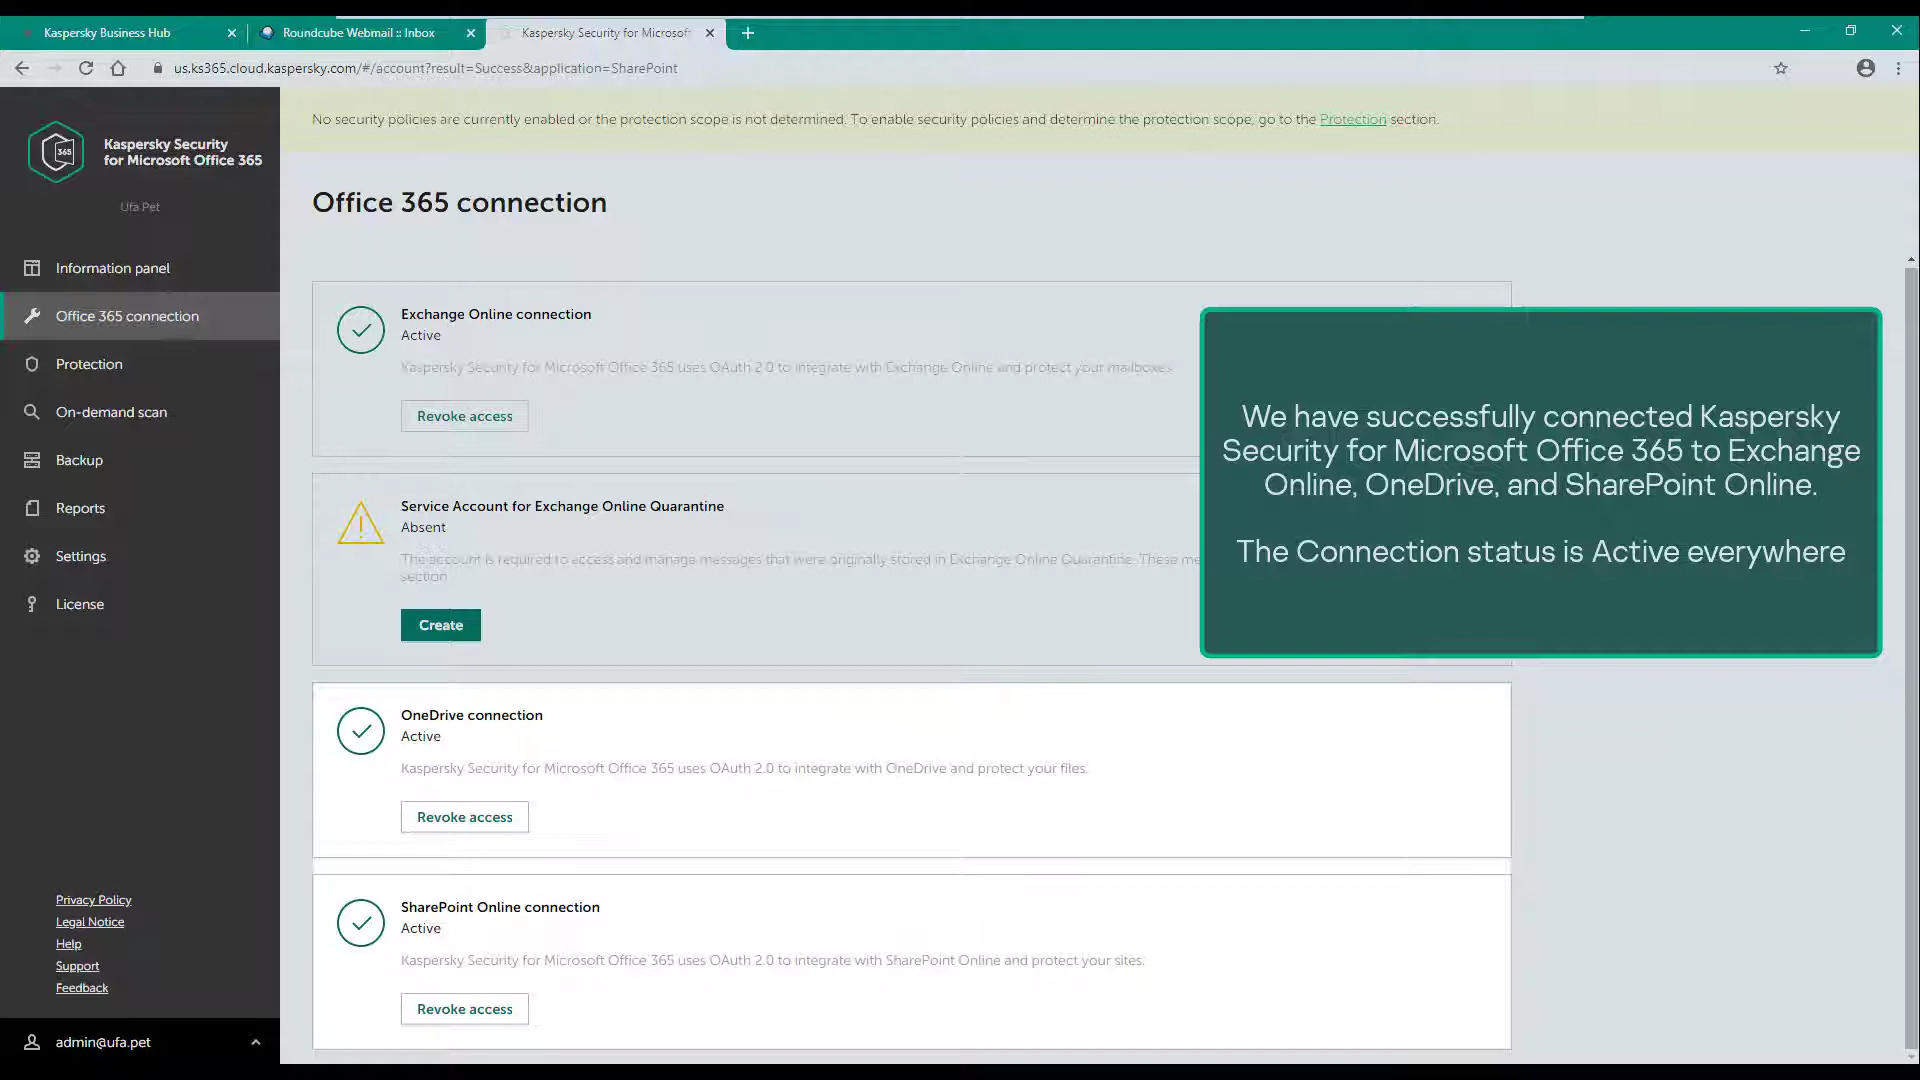 Kaspersky Business Hub
Roundcube Webmail :: Inbox
Kaspersky Security for Microsof
us.ks365.cloud.kaspersky.com/#/account?result=Success&application=SharePoint
365
Kaspersky Security
for Microsoft Office 365
Ufa Pet
Information panel
Office 365 connection
Protection
On-demand scan
Backup
Reports
Settings
License
Privacy Policy
Legal Notice
Help
Support
Feedback
admin@ufa.pet
No security policies are currently enabled or the protection scope is not determined. To enable security policies and determine the protection scope, go to the Protection section.
Office 365 connection
Exchange Online connection
Active
Kaspersky Security for Microsoft Office 365 uses OAuth 2.0 to integrate with Exchange Online and protect your mailboxes.
Revoke access
Service Account for Exchange Online Quarantine
Absent
The account is required to access and manage messages that were originally stored in Exchange Online Quarantine. These me
section.
Create
OneDrive connection
Active
Kaspersky Security for Microsoft Office 365 uses OAuth 2.0 to integrate with OneDrive and protect your files.
Revoke access
SharePoint Online connection
Active
Kaspersky Security for Microsoft Office 365 uses OAuth 2.0 to integrate with SharePoint Online and protect your sites.
Revoke access
We have successfully connected Kaspersky
Security for Microsoft Office 365 to Exchange
Online, OneDrive, and SharePoint Online.
The Connection status is Active everywhere